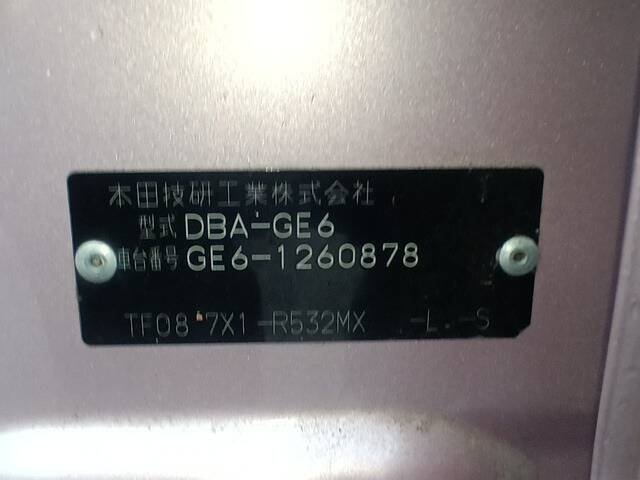 本田技研工業株式会社
型式 DBA-GE6
車台番号 GE6-1260878
TF08 7X1-R532MX -L.-S